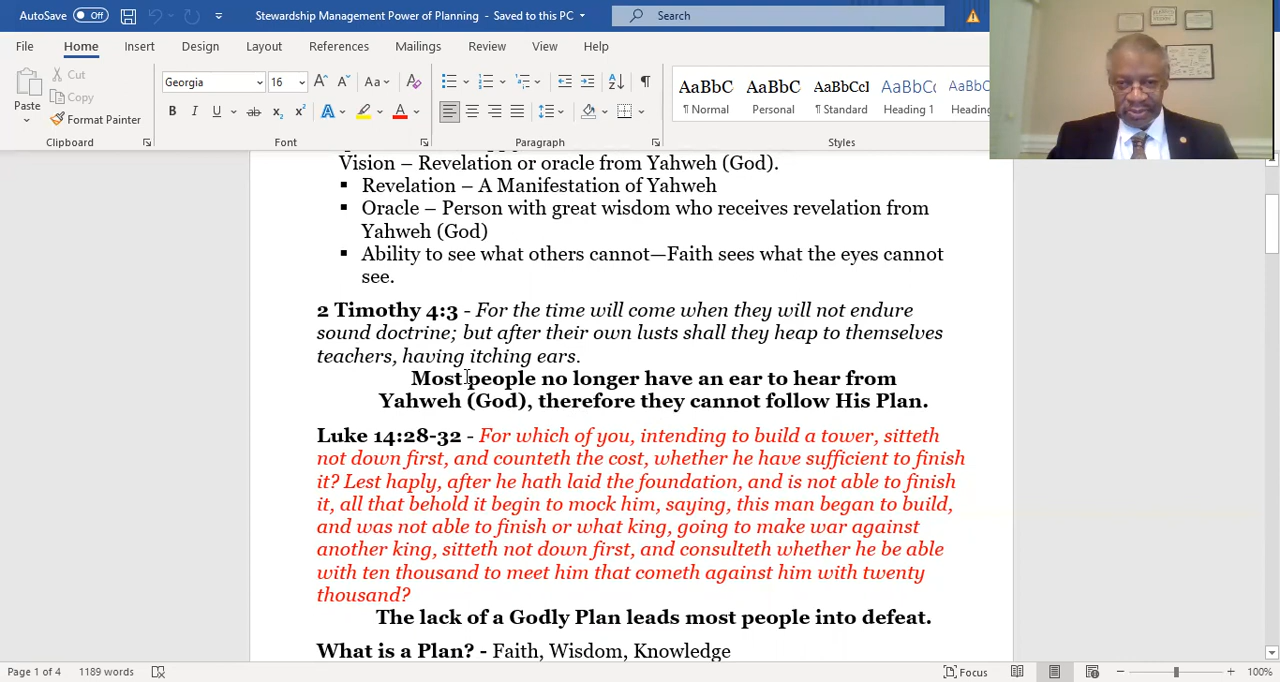 AutoSave Off Stewardship Management Power of Planning - Saved to this PC Search
File Home Insert Design Layout References Mailings Review View Help
Paste Cut Copy Format Painter
Georgia 16 Aa
B I U ab x₂ x² A A
AaBbC AaBbC AaBbCcI AaBbC AaBbC
¶ Normal Personal ¶ Standard Heading 1 Heading
Clipboard Font Paragraph Styles
Vision – Revelation or oracle from Yahweh (God).
▪ Revelation – A Manifestation of Yahweh
▪ Oracle – Person with great wisdom who receives revelation from
Yahweh (God)
▪ Ability to see what others cannot—Faith sees what the eyes cannot
see.
2 Timothy 4:3 - For the time will come when they will not endure
sound doctrine; but after their own lusts shall they heap to themselves
teachers, having itching ears.
Most people no longer have an ear to hear from
Yahweh (God), therefore they cannot follow His Plan.
Luke 14:28-32 - For which of you, intending to build a tower, sitteth
not down first, and counteth the cost, whether he have sufficient to finish
it? Lest haply, after he hath laid the foundation, and is not able to finish
it, all that behold it begin to mock him, saying, this man began to build,
and was not able to finish or what king, going to make war against
another king, sitteth not down first, and consulteth whether he be able
with ten thousand to meet him that cometh against him with twenty
thousand?
The lack of a Godly Plan leads most people into defeat.
What is a Plan? - Faith, Wisdom, Knowledge
Page 1 of 4 1189 words Focus 100%